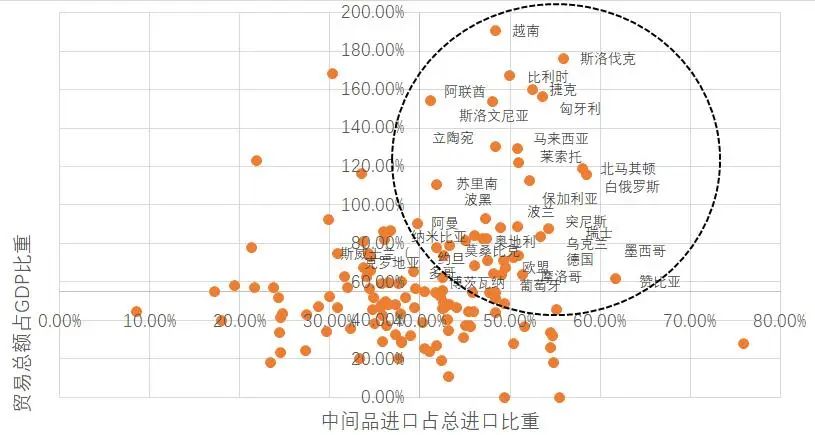 200.00%
越南
180.00%
斯洛伐克
比利时
160.00%
阿联酋
捷克
匈牙利
斯洛文尼亚
140.00%
立陶宛
马来西亚
莱索托
120.00%
北马其顿
苏里南
白俄罗斯
100.00%
波黑
保加利亚
波兰
阿曼
突尼斯
80.00%
纳米比亚
奥地利
瑞士
斯威士兰（
莫桑比克
乌克兰
墨西哥
克罗地亚
约旦
德国
60.00%
多哥
欧盟
摩洛哥
赞比亚
博茨瓦纳
葡萄牙
40.00%
0.00%
10.00%
20.00%
30.00%
40.00%
50.00%
60.00%
70.00%
80.00%
20.00%
0.00%
贸易总额占GDP比重
中间品进口占总进口比重